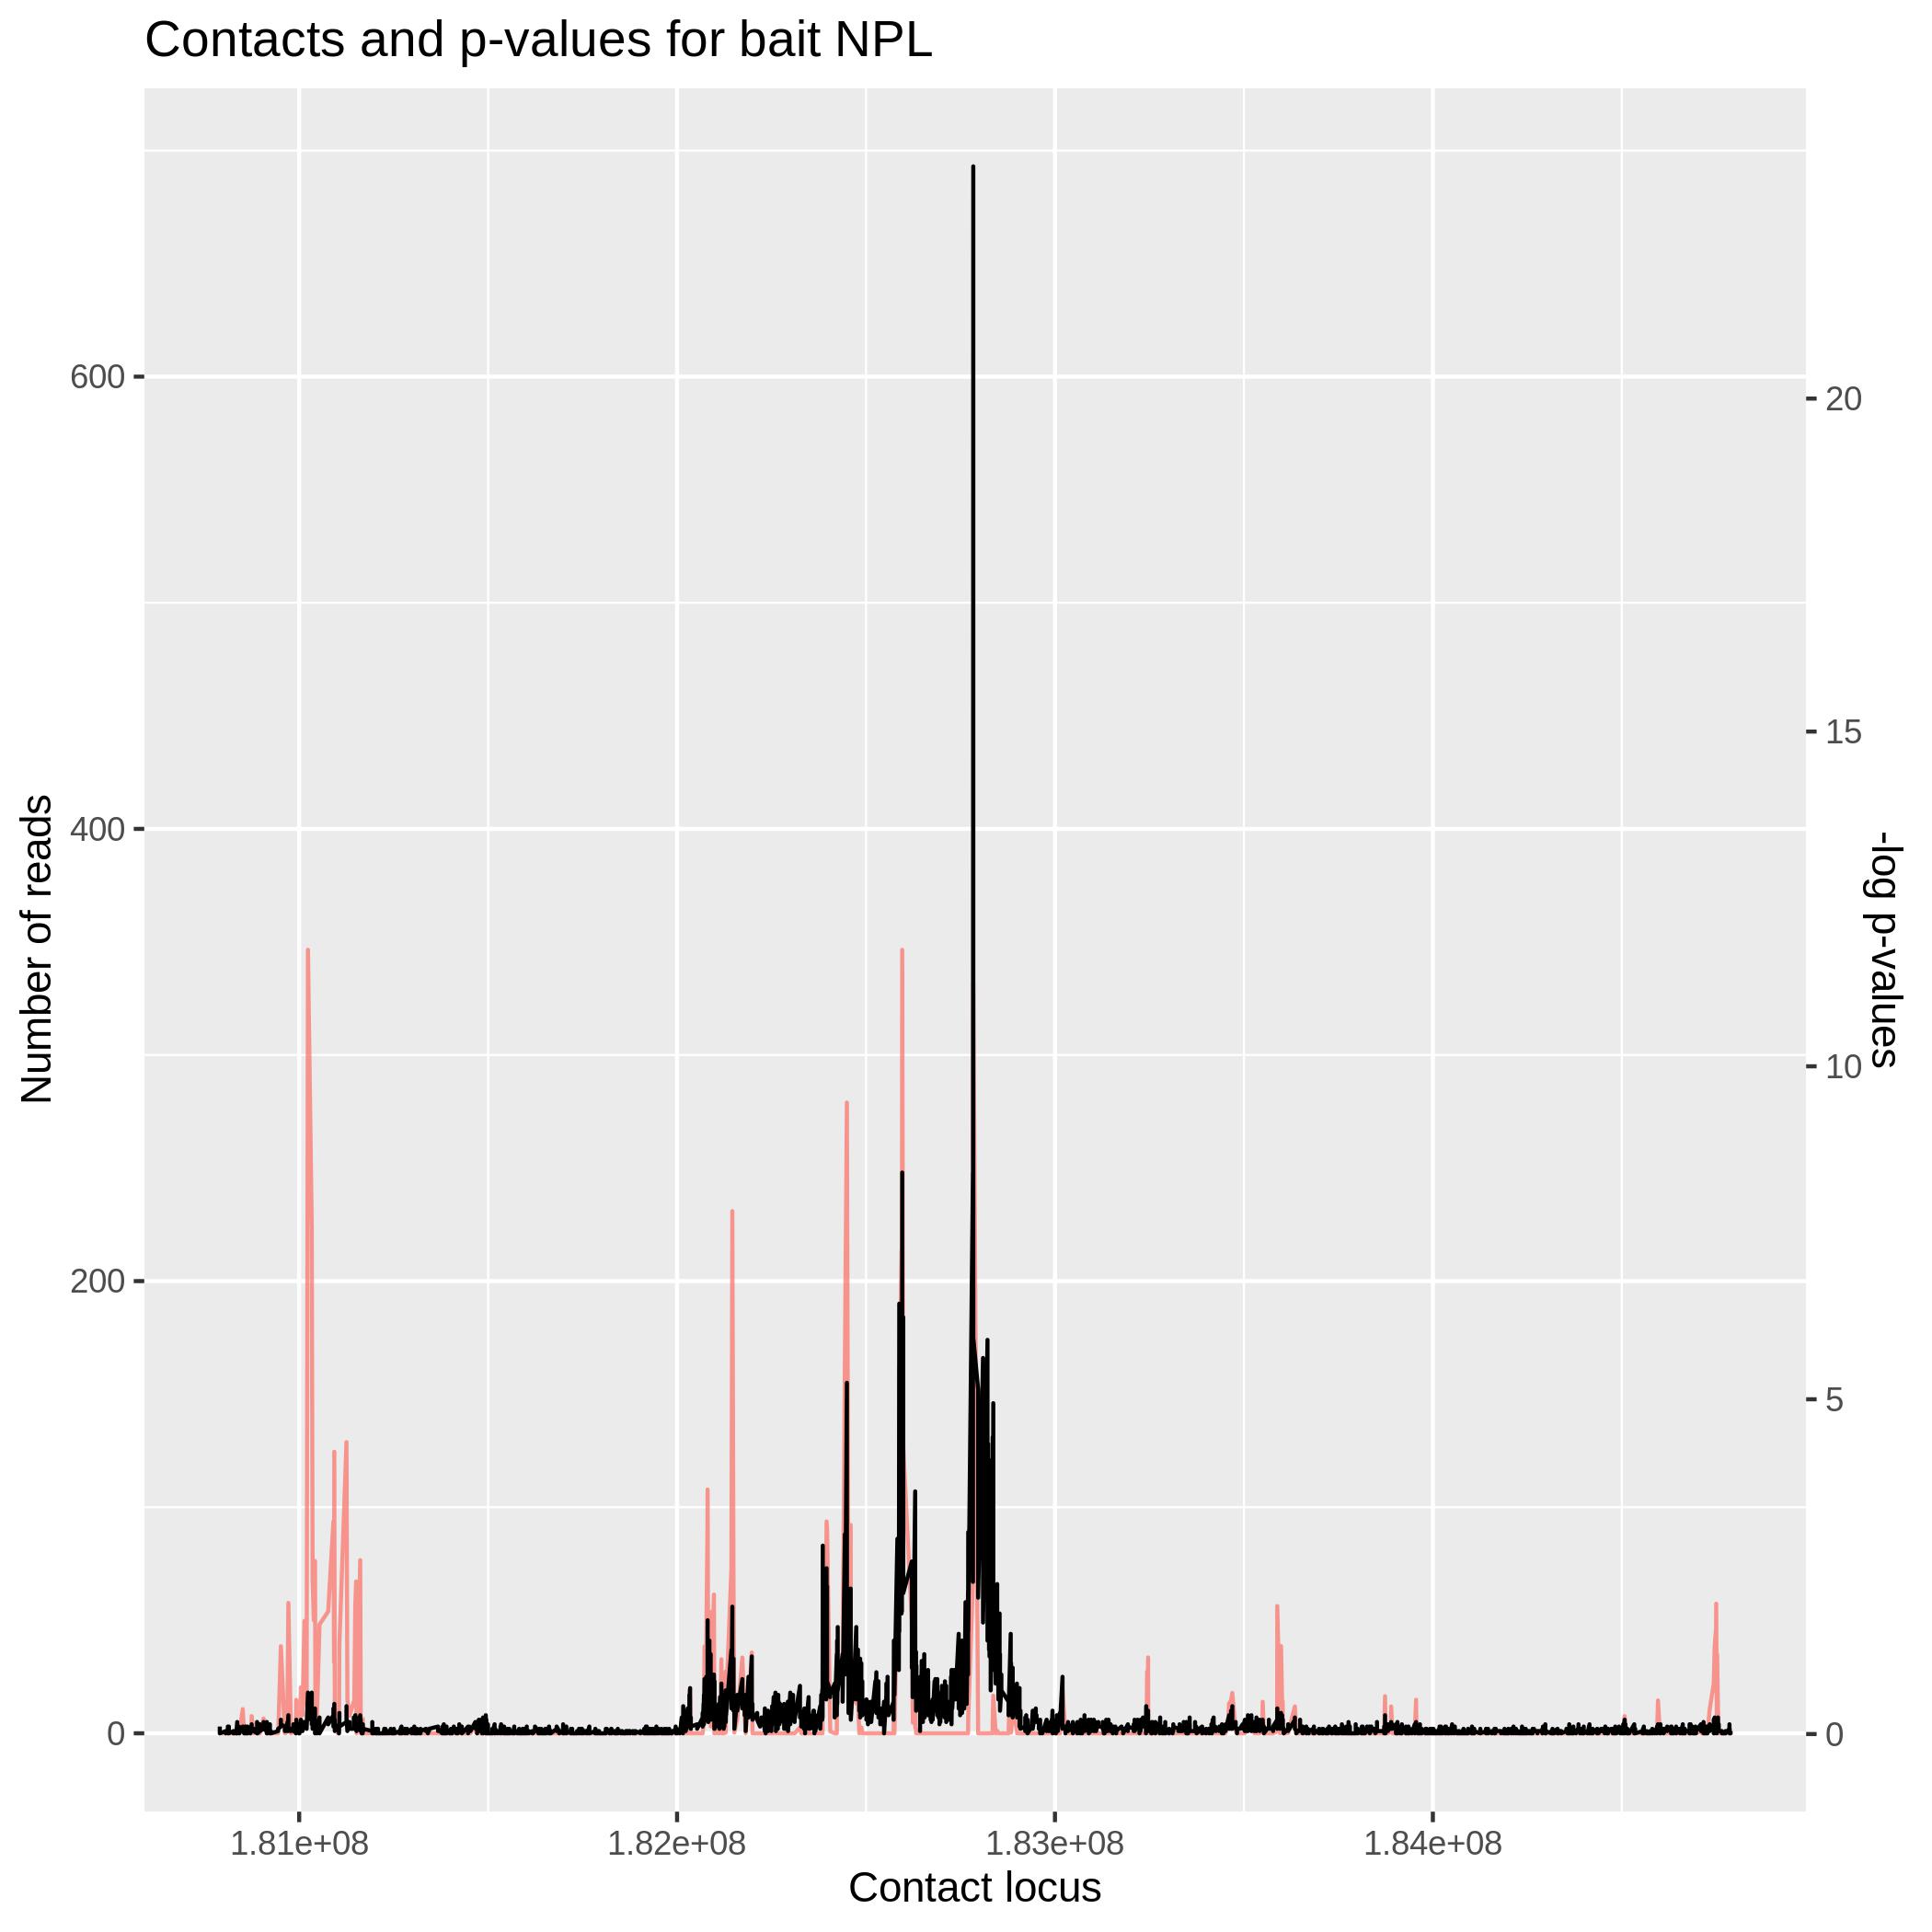 Contacts and p-values for bait NPL
Number of reads
600
400
200
0
20
15
10
5
0
-log p-values
1.81e+08
1.82e+08
1.83e+08
1.84e+08
Contact locus